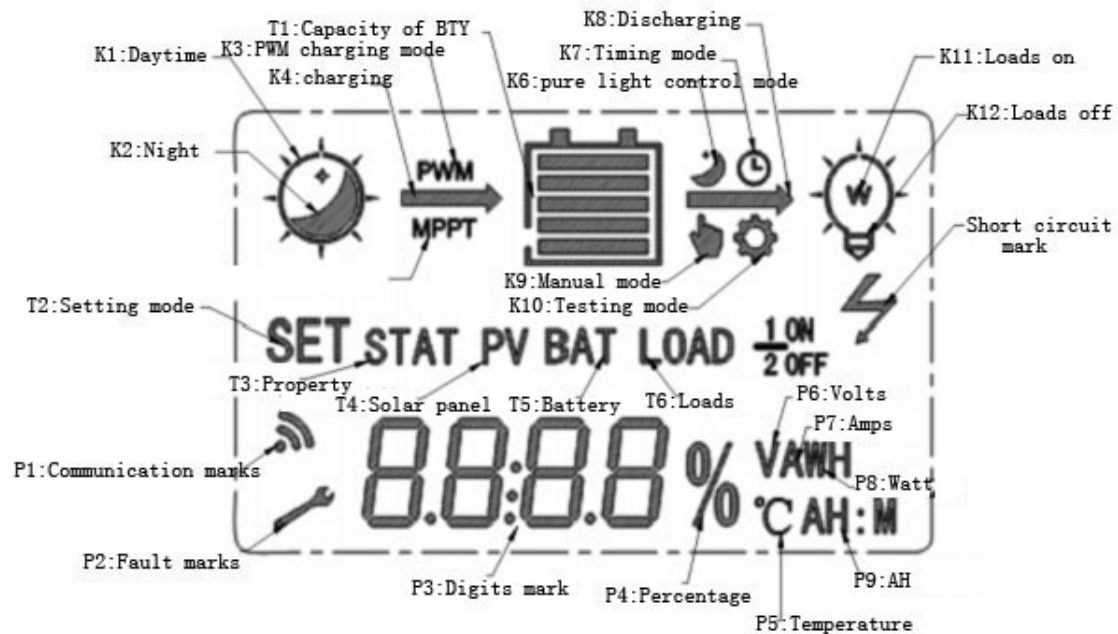 K8:Discharging
T1:Capacity of BTY
K1:Daytime
K3:PWM charging mode
K7:Timing mode
K11:Loads on
K4:charging
K6:pure light control mode
K12:Loads off
K2:Night
PWM
W
MPPT
Short circuit
mark
K9:Manual mode
T2:Setting mode
K10:Testing mode
SET STAT PV BAT LOAD 1 ON
2 OFF
T3:Property
T4:Solar panel
T5:Battery
T6:Loads
P6:Volts
P7:Amps
P1:Communication marks
88:88 % VAWH
P8:Watt
°C AH:M
P2:Fault marks
P3:Digits mark
P4:Percentage
P9:AH
P5:Temperature